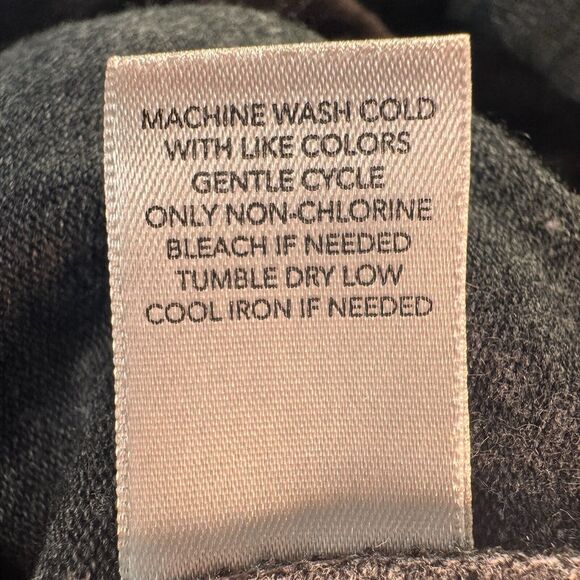 MACHINE WASH COLD
WITH LIKE COLORS
GENTLE CYCLE
ONLY NON-CHLORINE
BLEACH IF NEEDED
TUMBLE DRY LOW
COOL IRON IF NEEDED